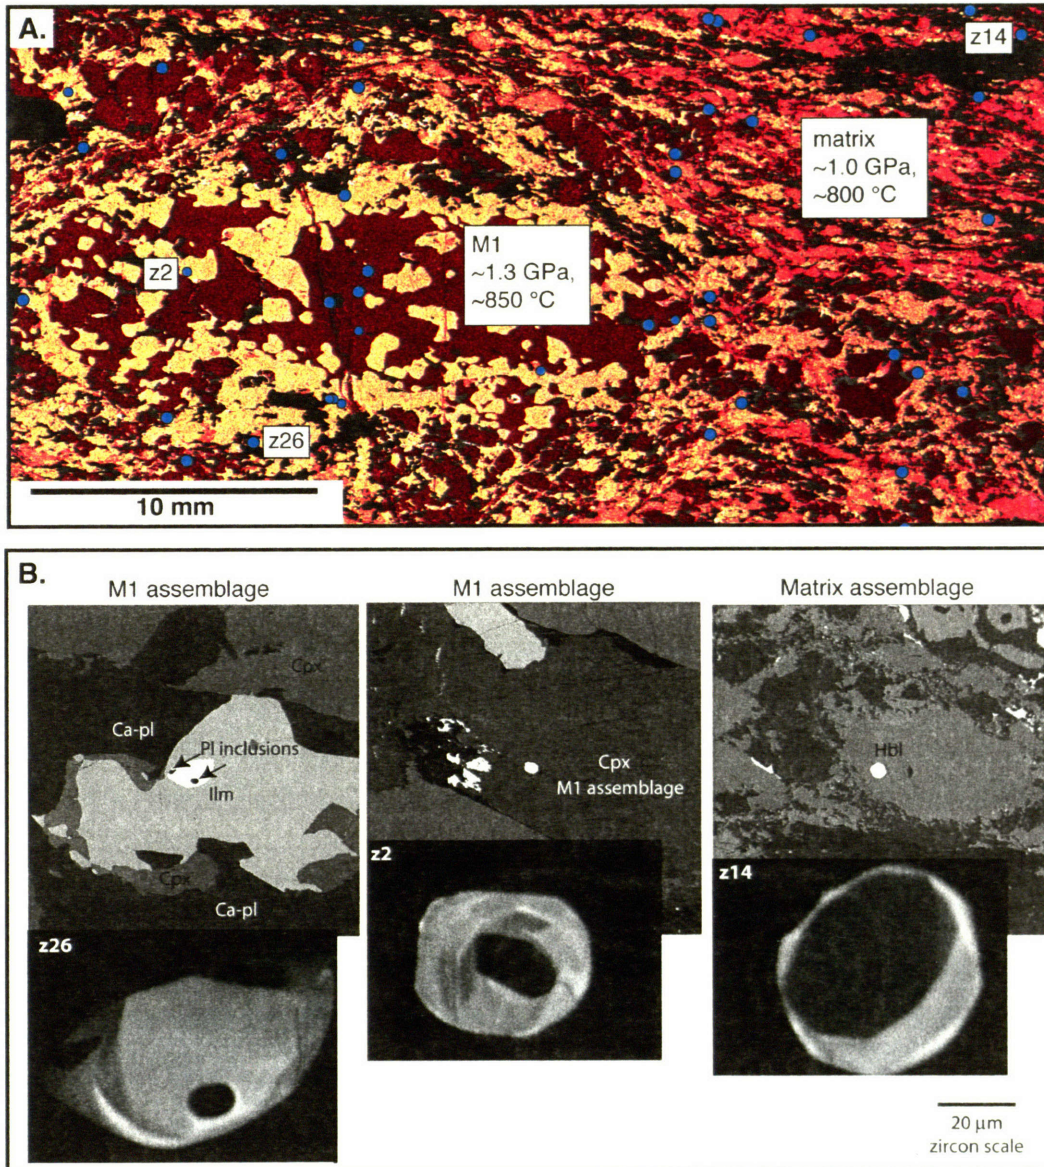 A.
z14
matrix
~1.0 GPa,
~800 °C
M1
~1.3 GPa,
~850 °C
z2
z26
10 mm
B.
M1 assemblage
M1 assemblage
Matrix assemblage
Cpx
Ca-pl
Pl inclusions
Ilm
Cpx
Ca-pl
z26
Cpx
M1 assemblage
z2
Hbl
z14
20 µm
zircon scale